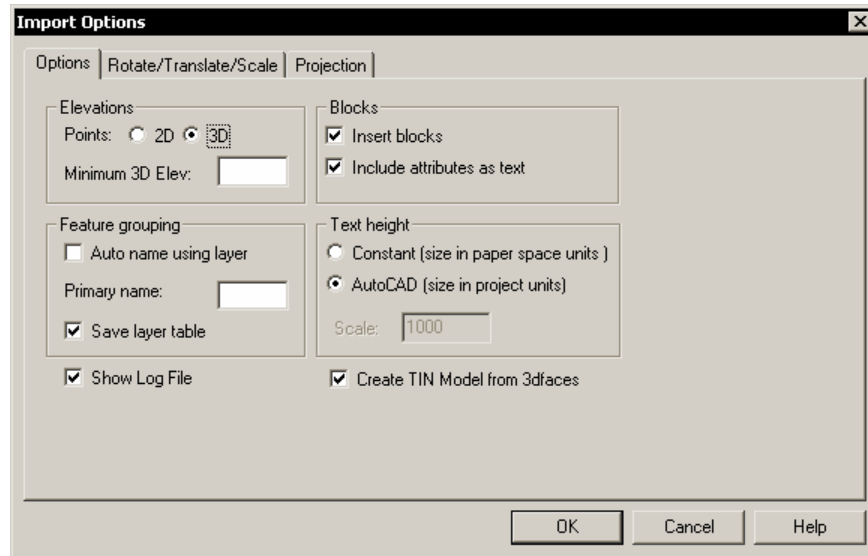 Import Options
Options Rotate/Translate/Scale Projection
Elevations
Points: 2D 3D
Minimum 3D Elev:
Blocks
Insert blocks
Include attributes as text
Feature grouping
Auto name using layer
Primary name:
Save layer table
Text height
Constant (size in paper space units )
AutoCAD (size in project units)
Scale: 1000
Show Log File
Create TIN Model from 3dfaces
OK Cancel Help